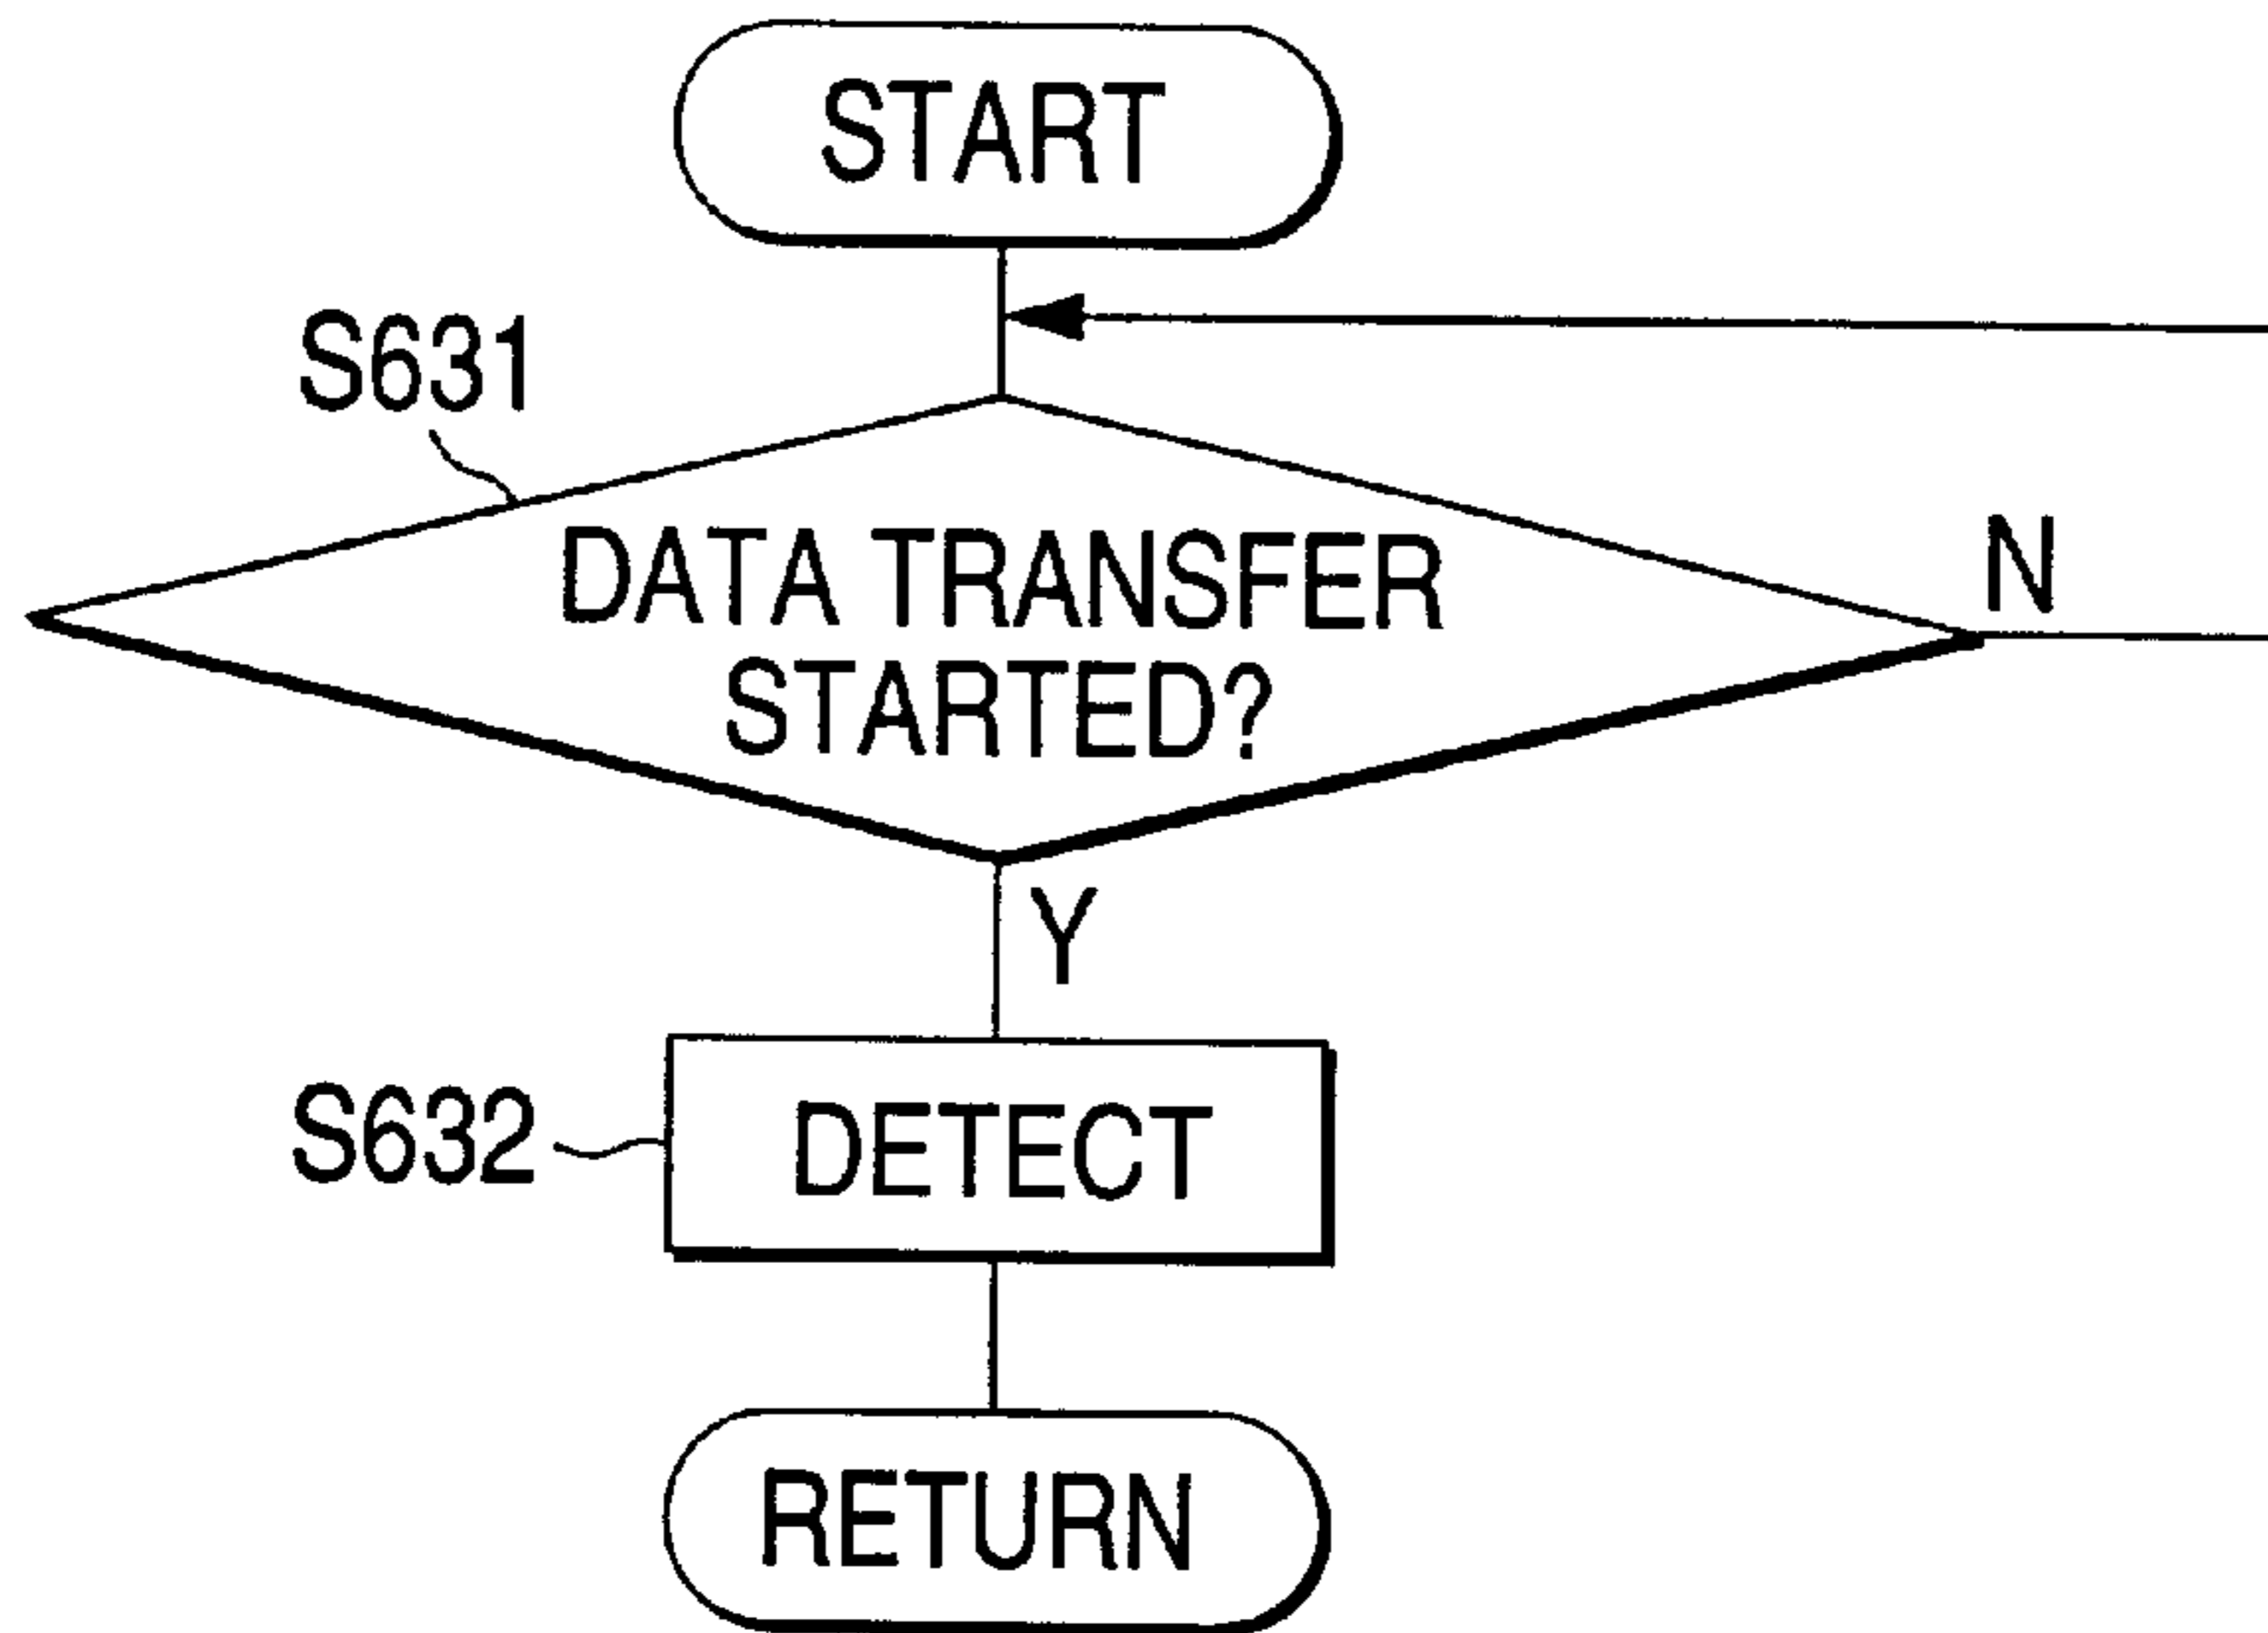 START
S631
DATA TRANSFER
STARTED?
N
Y
S632
DETECT
RETURN